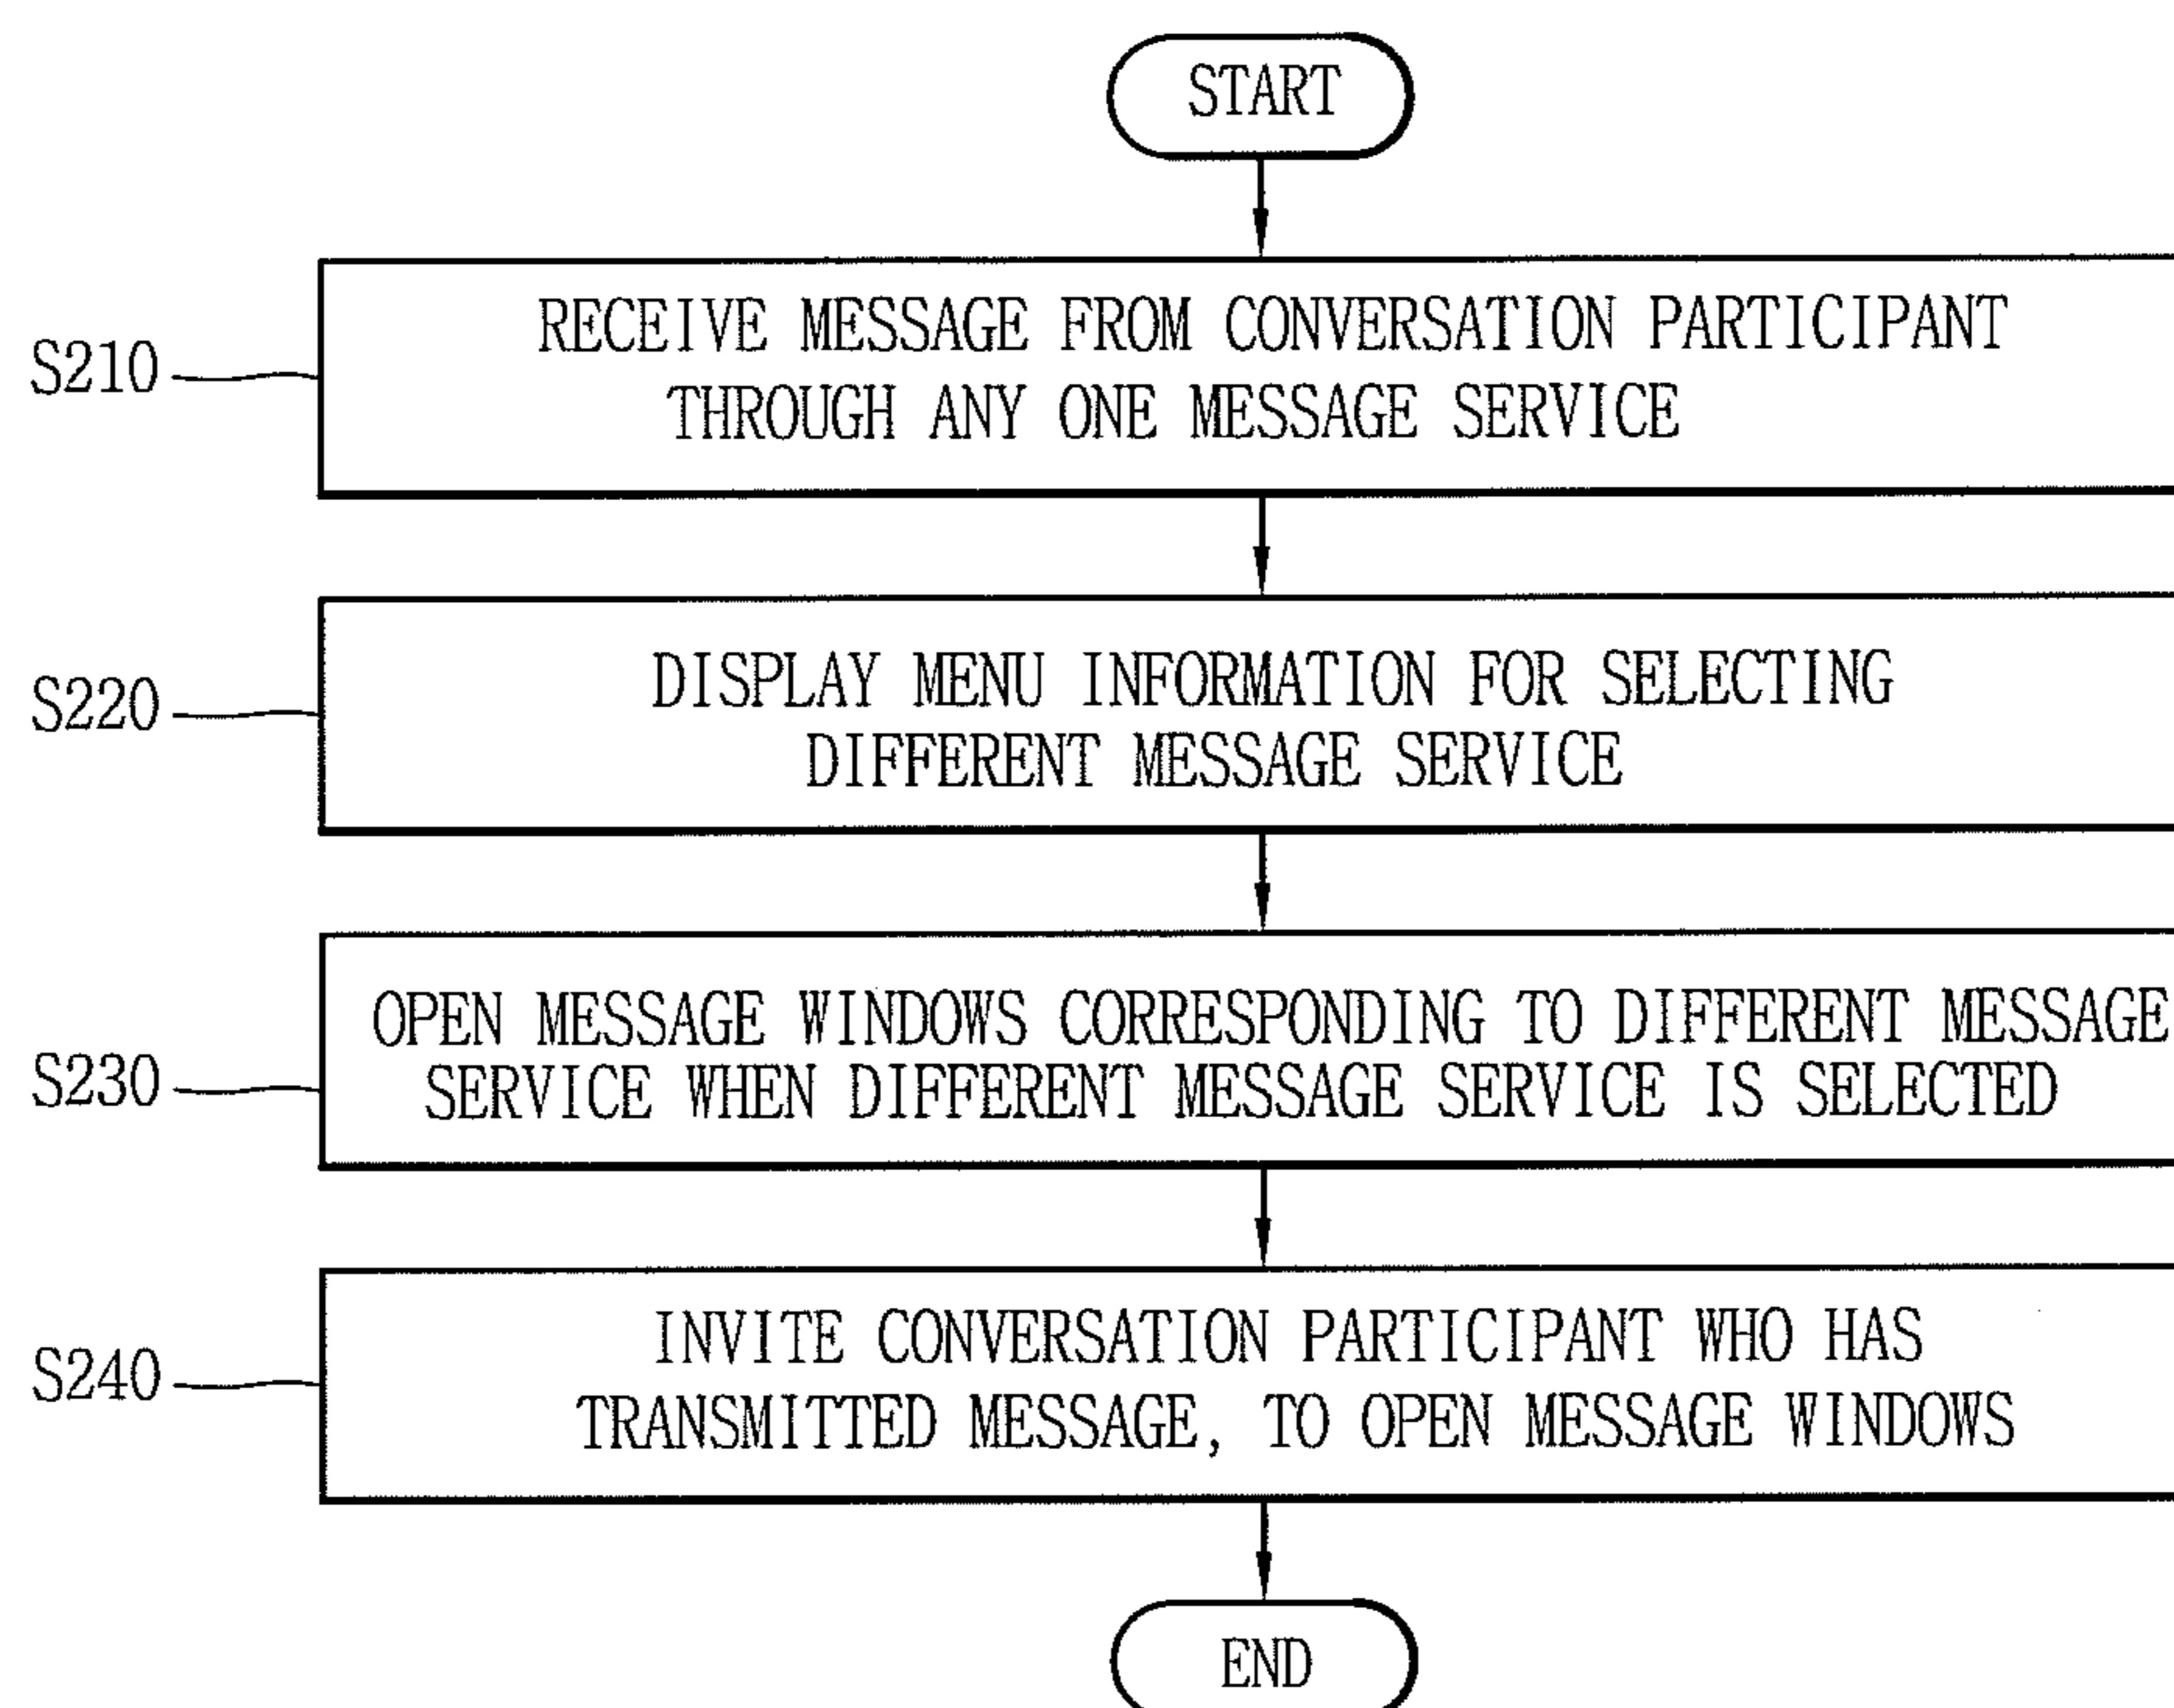 START
S210
RECEIVE MESSAGE FROM CONVERSATION PARTICIPANT
THROUGH ANY ONE MESSAGE SERVICE
S220
DISPLAY MENU INFORMATION FOR SELECTING
DIFFERENT MESSAGE SERVICE
S230
OPEN MESSAGE WINDOWS CORRESPONDING TO DIFFERENT MESSAGE
SERVICE WHEN DIFFERENT MESSAGE SERVICE IS SELECTED
S240
INVITE CONVERSATION PARTICIPANT WHO HAS
TRANSMITTED MESSAGE, TO OPEN MESSAGE WINDOWS
END